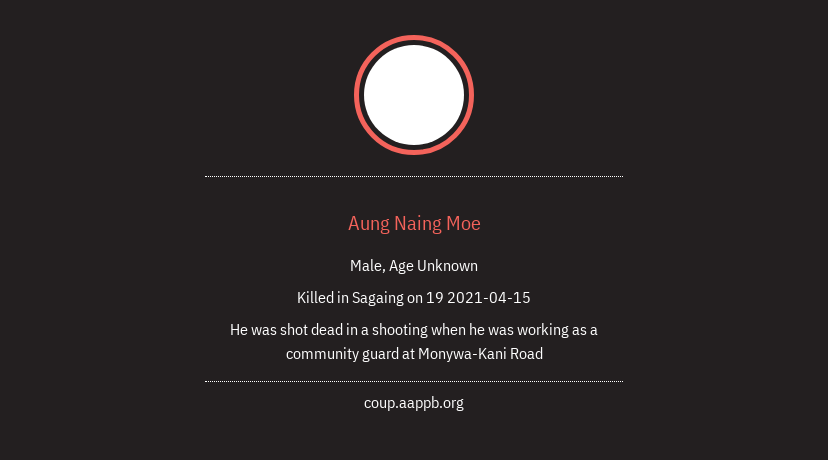 Aung Naing Moe
Male, Age Unknown
Killed in Sagaing on 19 2021-04-15
He was shot dead in a shooting when he was working as a
community guard at Monywa-Kani Road
coup.aappb.org